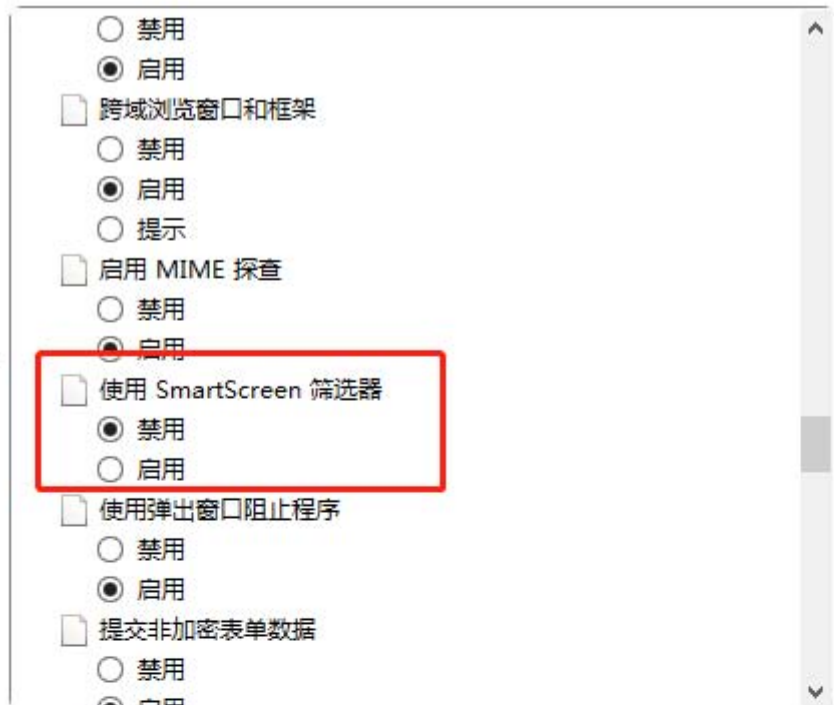 禁用
启用
跨域浏览窗口和框架
禁用
启用
提示
启用 MIME 探查
禁用
启用
使用 SmartScreen 筛选器
禁用
启用
使用弹出窗口阻止程序
禁用
启用
提交非加密表单数据
禁用
启用